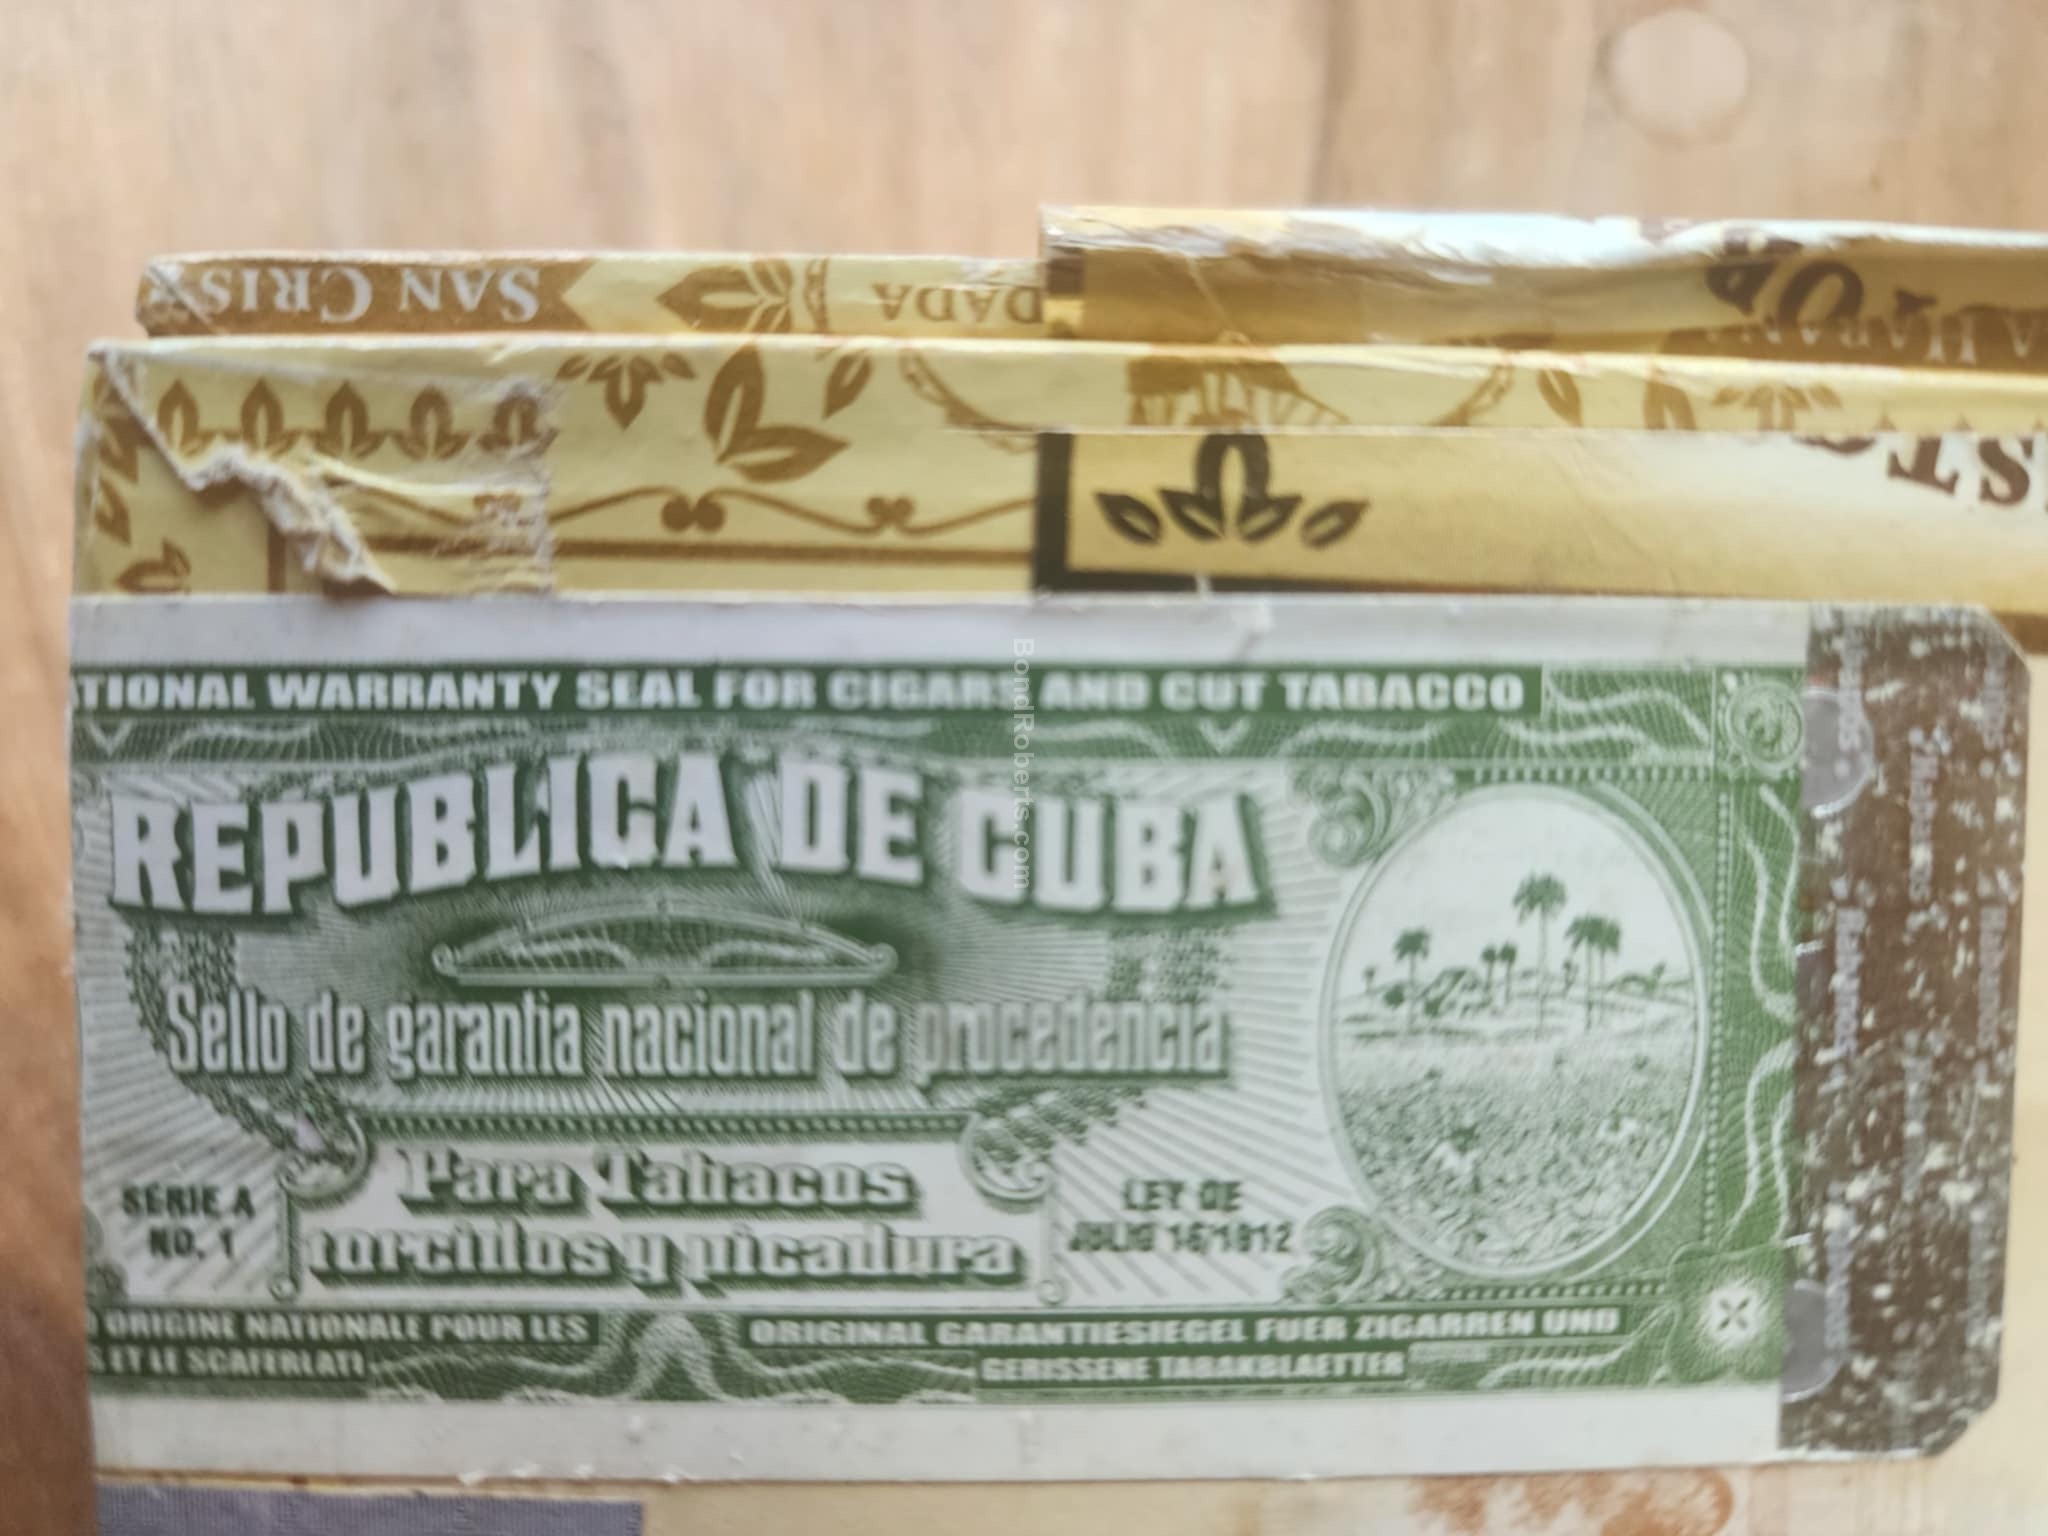 SAN CRIS
DADA
A HABANA
TIONAL WARRANTY SEAL FOR CIGARS AND CUT TABACCO
REPUBLICA DE CUBA
Sello de garantia nacional de procedencia
Para Tabacos
torcidos y picadura
SERIE A
NO. 1
LEY DE
JULIO 16/1912
ORIGINE NATIONALE POUR LES
S ET LE SCAFERLATI
ORIGINAL GARANTIESIEGEL FUER ZIGARREN UND
GERISSENE TABAKBLAETTER
BondRoberts.com